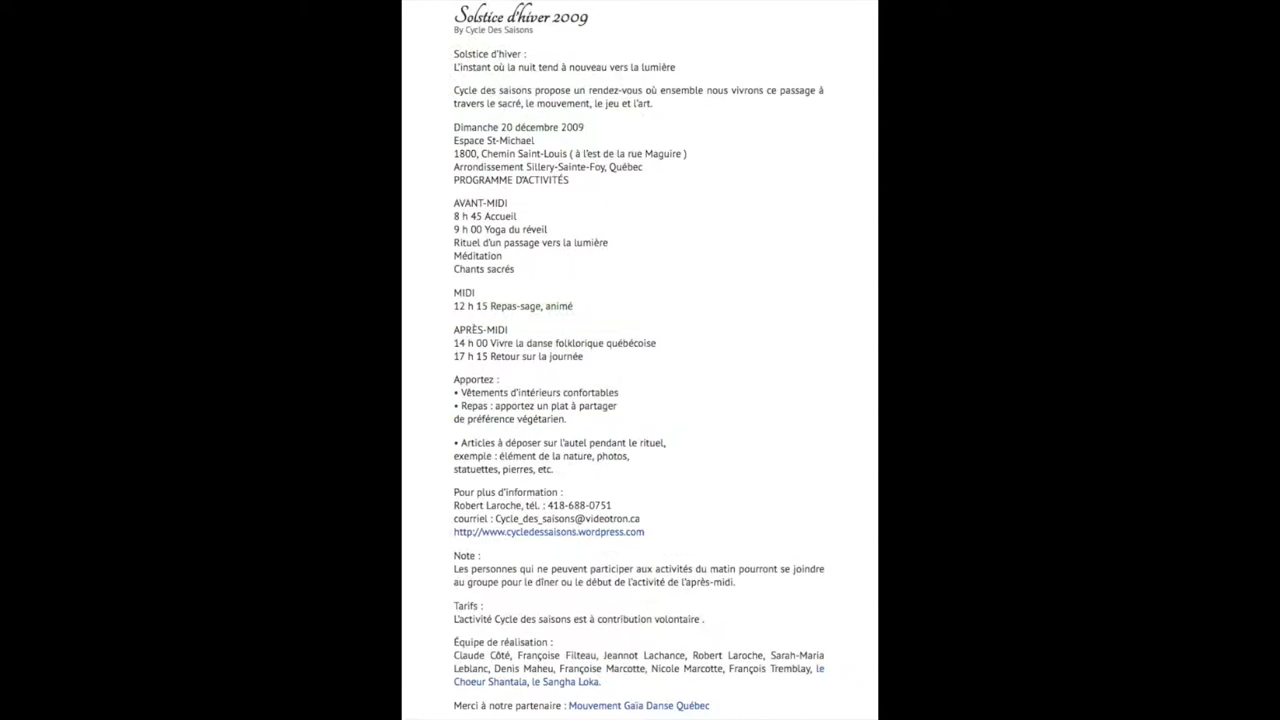 Solstice d'hiver 2009
By Cycle Des Saisons
Solstice d'hiver :
L'instant où la nuit tend à nouveau vers la lumière
Cycle des saisons propose un rendez-vous où ensemble nous vivrons ce passage à
travers le sacré, le mouvement, le jeu et l'art.
Dimanche 20 décembre 2009
Espace St-Michael
1800, Chemin Saint-Louis ( à l'est de la rue Maguire )
Arrondissement Sillery-Sainte-Foy, Québec
PROGRAMME D'ACTIVITÉS
AVANT-MIDI
8 h 45 Accueil
9 h 00 Yoga du réveil
Rituel d'un passage vers la lumière
Méditation
Chants sacrés
MIDI
12 h 15 Repas-sage, animé
APRÈS-MIDI
14 h 00 Vivre la danse folklorique québécoise
17 h 15 Retour sur la journée
Apportez :
• Vêtements d'intérieurs confortables
• Repas : apportez un plat à partager
de préférence végétarien.
• Articles à déposer sur l'autel pendant le rituel,
exemple : élément de la nature, photos,
statuettes, pierres, etc.
Pour plus d'information :
Robert Laroche, tél. : 418-688-0751
courriel : Cycle_des_saisons@videotron.ca
http://www.cycledessaisons.wordpress.com
Note :
Les personnes qui ne peuvent participer aux activités du matin pourront se joindre
au groupe pour le dîner ou le début de l'activité de l'après-midi.
Tarifs :
L'activité Cycle des saisons est à contribution volontaire .
Équipe de réalisation :
Claude Côté, Françoise Filteau, Jeannot Lachance, Robert Laroche, Sarah-Maria
Leblanc, Denis Maheu, Françoise Marcotte, Nicole Marcotte, François Tremblay, le
Choeur Shantala, le Sangha Loka.
Merci à notre partenaire : Mouvement Gaïa Danse Québec